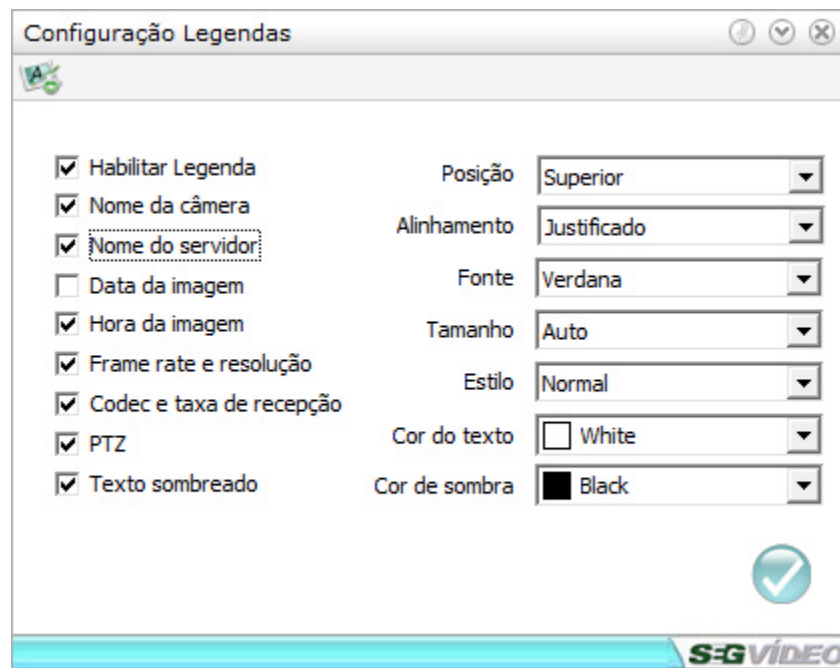 Configuração Legendas
Habilitar Legenda
Nome da câmera
Nome do servidor
Data da imagem
Hora da imagem
Frame rate e resolução
Codec e taxa de recepção
PTZ
Texto sombreado
Posição Superior
Alinhamento Justificado
Fonte Verdana
Tamanho Auto
Estilo Normal
Cor do texto White
Cor de sombra Black
SEGVÍDEO